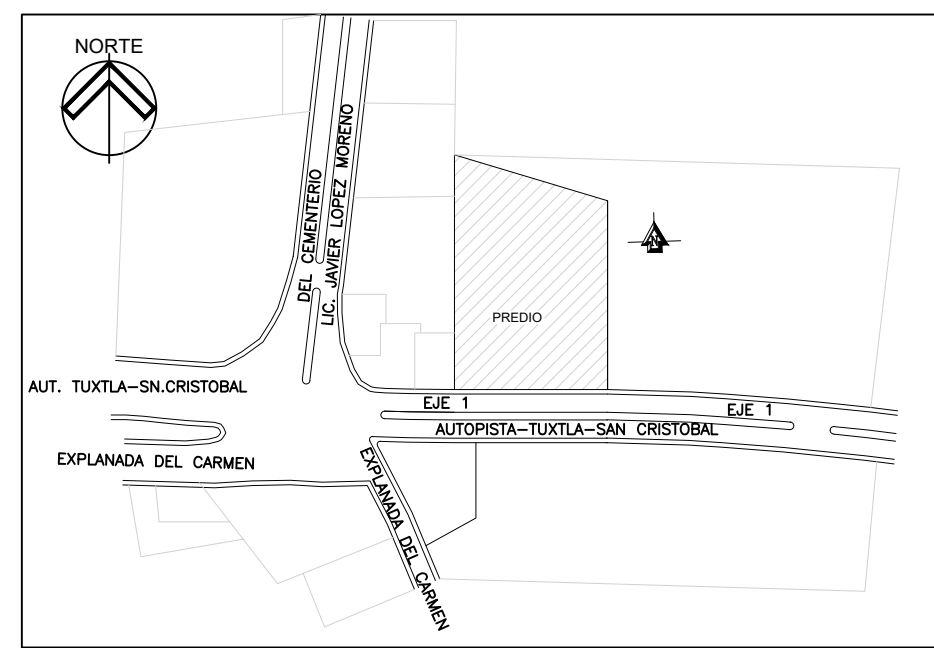 NORTE
DEL CEMENTERIO
LIC. JAVIER LOPEZ MORENO
N
PREDIO
AUT. TUXTLA-SN.CRISTOBAL
EJE 1
EJE 1
AUTOPISTA-TUXTLA-SAN CRISTOBAL
EXPLANADA DEL CARMEN
EXPLANADA DEL CARMEN